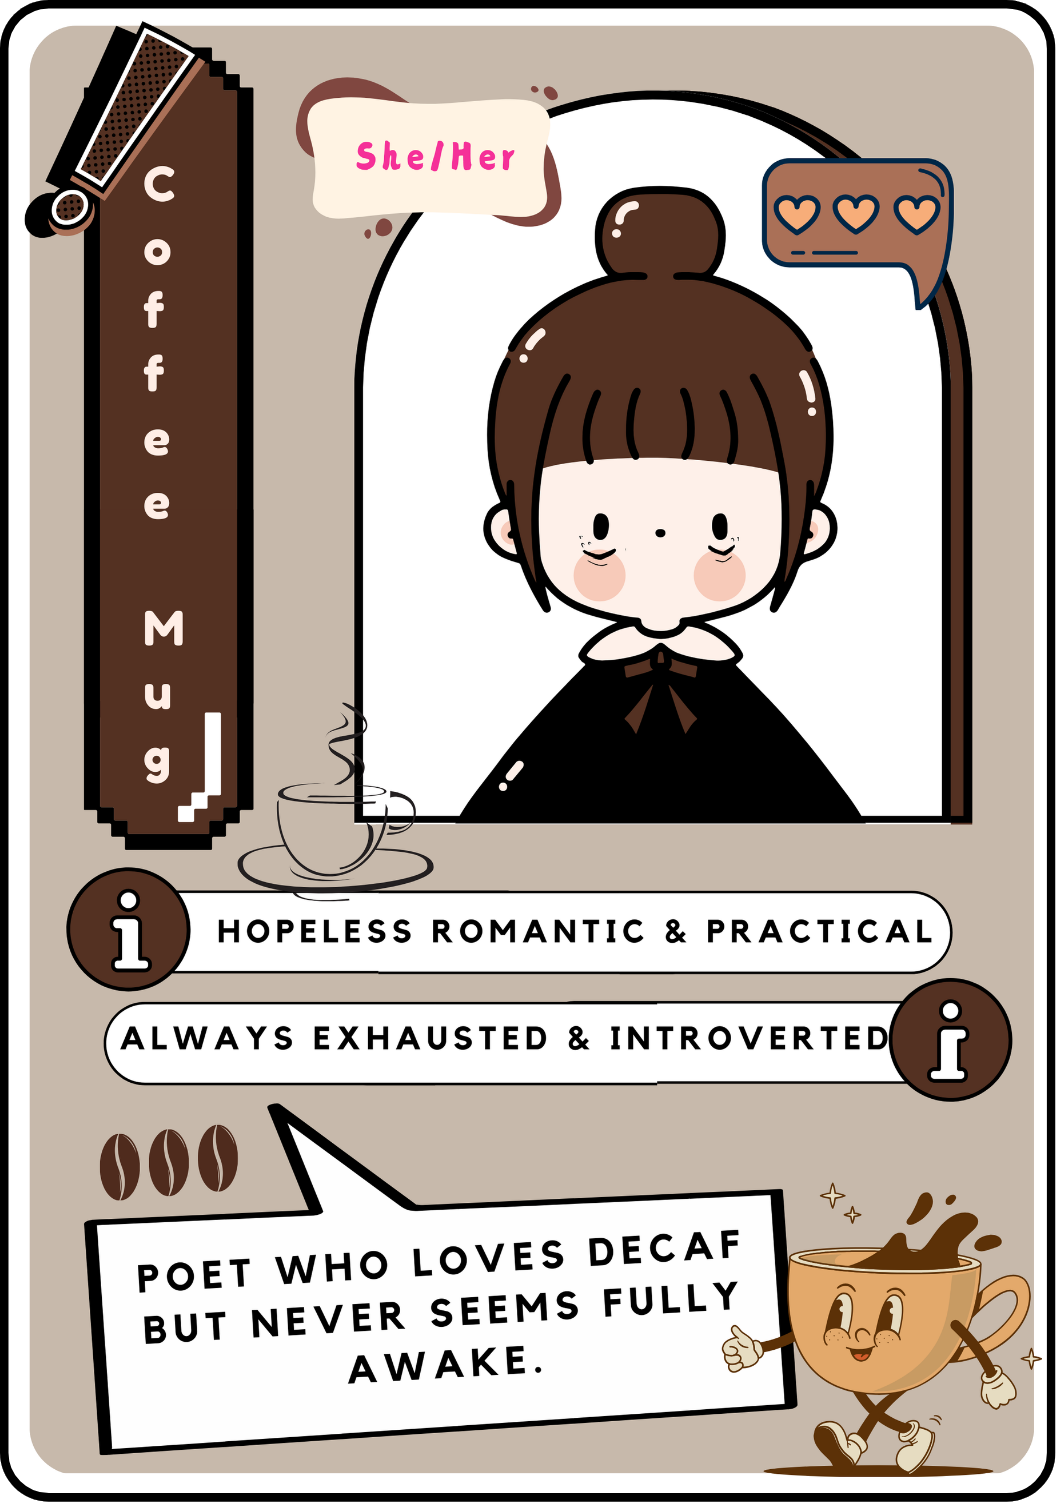 Coffee Mug
She/Her
HOPELESS ROMANTIC & PRACTICAL
ALWAYS EXHAUSTED & INTROVERTED
POET WHO LOVES DECAF
BUT NEVER SEEMS FULLY
AWAKE.